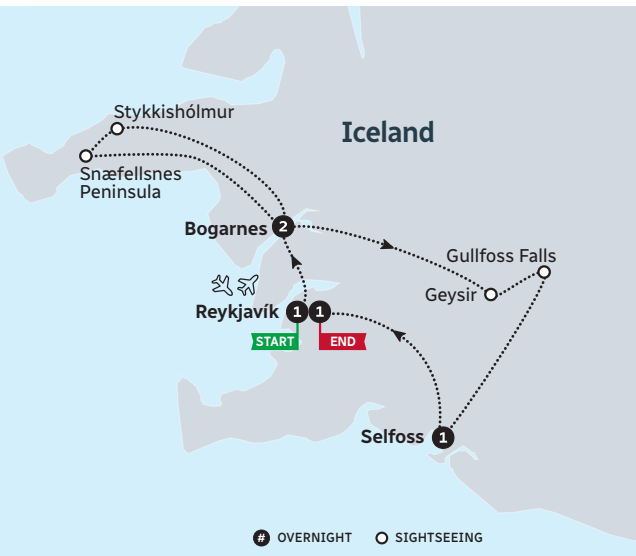 Stykkishólmur
Iceland
Snæfellsnes
Peninsula
Bogarnes
2
Gullfoss Falls
Geysir
Reykjavík
1
1
START
END
Selfoss
1
# OVERNIGHT
SIGHTSEEING